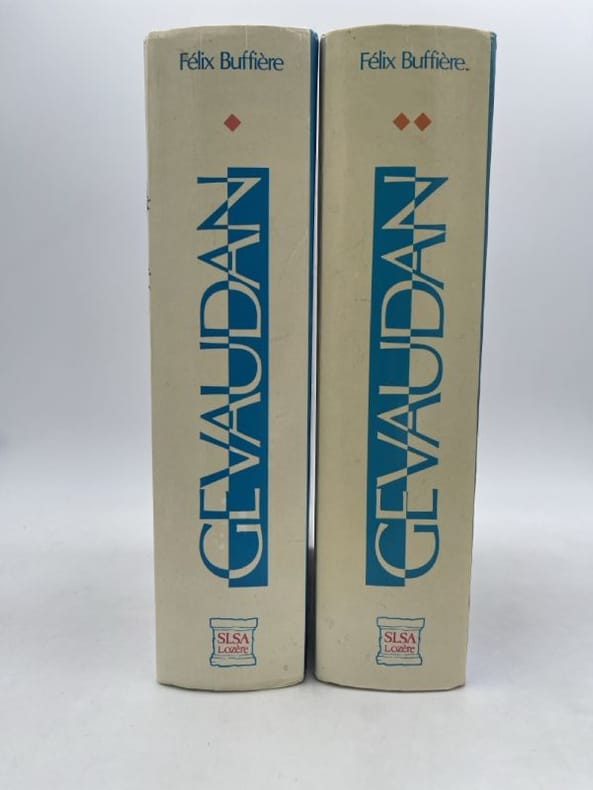 Félix Buffière
GEVAUDAN
SLSA
Lozère
Félix Buffière
GEVAUDAN
SLSA
Lozère